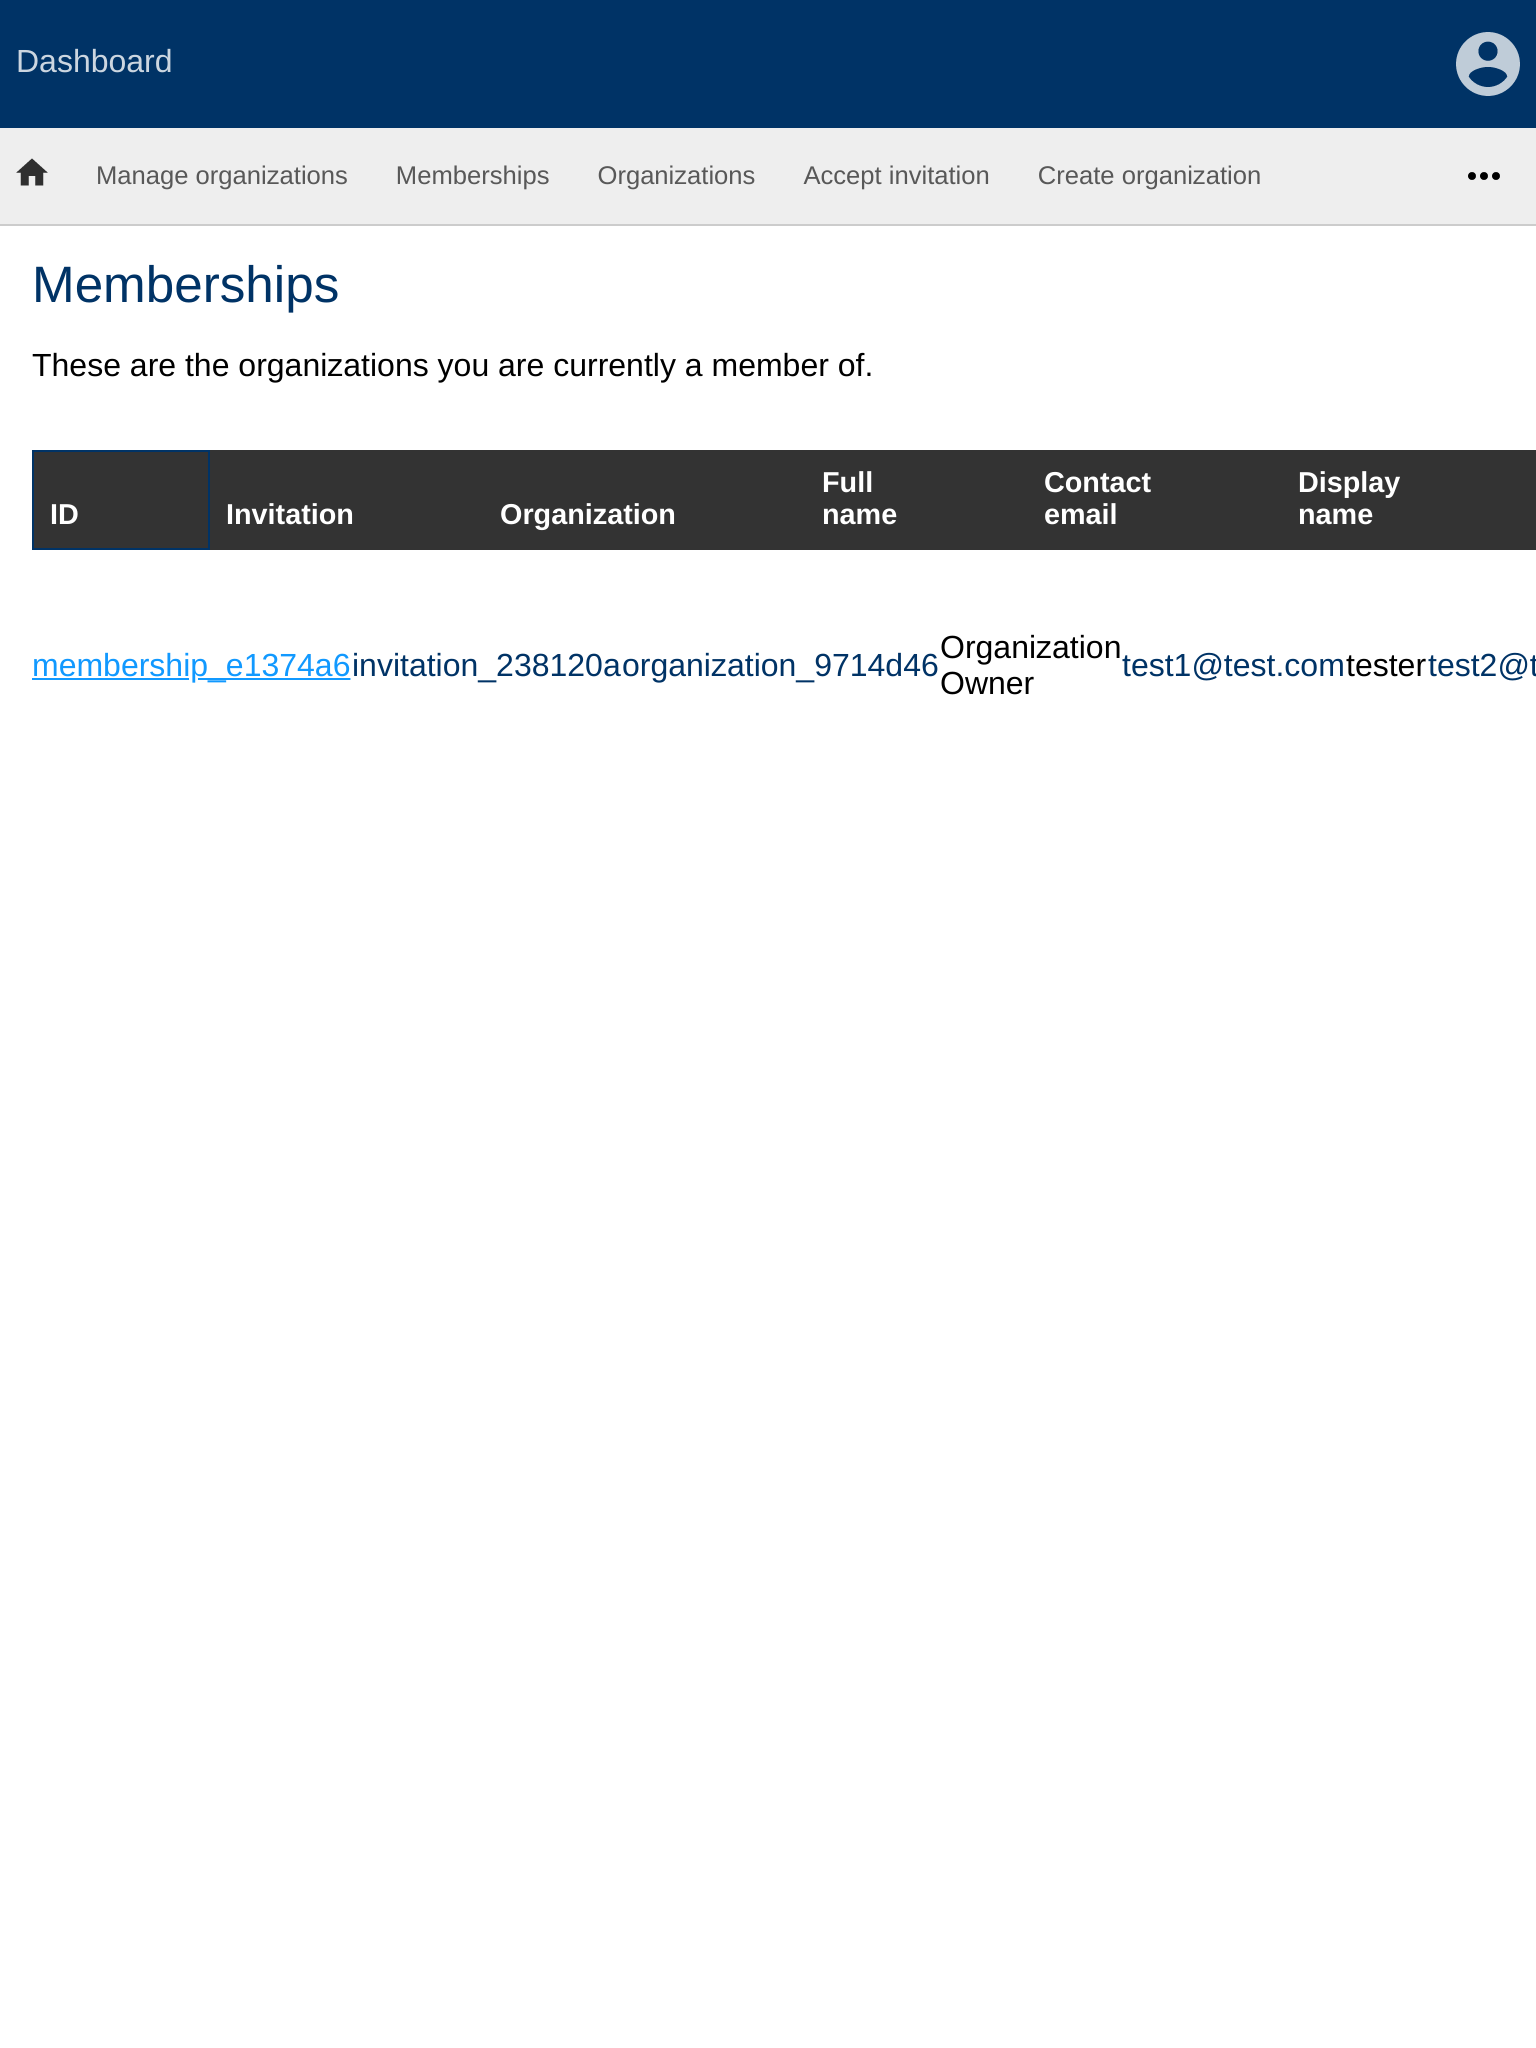 Dashboard
Manage organizations Memberships Organizations Accept invitation Create organization
Memberships
These are the organizations you are currently a member of.
ID Invitation Organization Full name Contact email Display name
membership_e1374a6 invitation_238120a organization_9714d46 Organization Owner test1@test.com tester test2@t